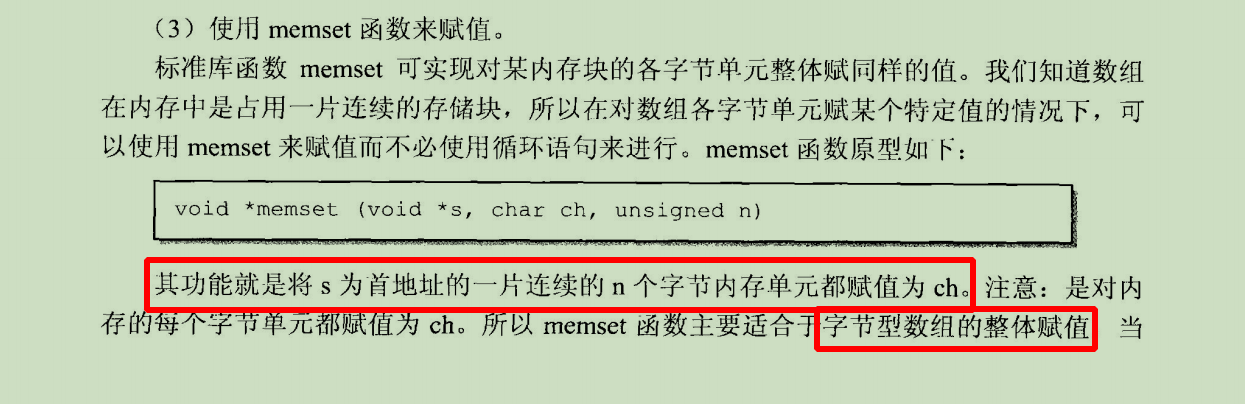 （3）使用 memset 函数来赋值。
标准库函数 memset 可实现对某内存块的各字节单元整体赋同样的值。我们知道数组
在内存中是占用一片连续的存储块，所以在对数组各字节单元赋某个特定值的情况下，可
以使用 memset 来赋值而不必使用循环语句来进行。memset 函数原型如下：
void *memset (void *s, char ch, unsigned n)
其功能就是将 s 为首地址的一片连续的 n 个字节内存单元都赋值为 ch。注意：是对内
存的每个字节单元都赋值为 ch。所以 memset 函数主要适合于字节型数组的整体赋值 当